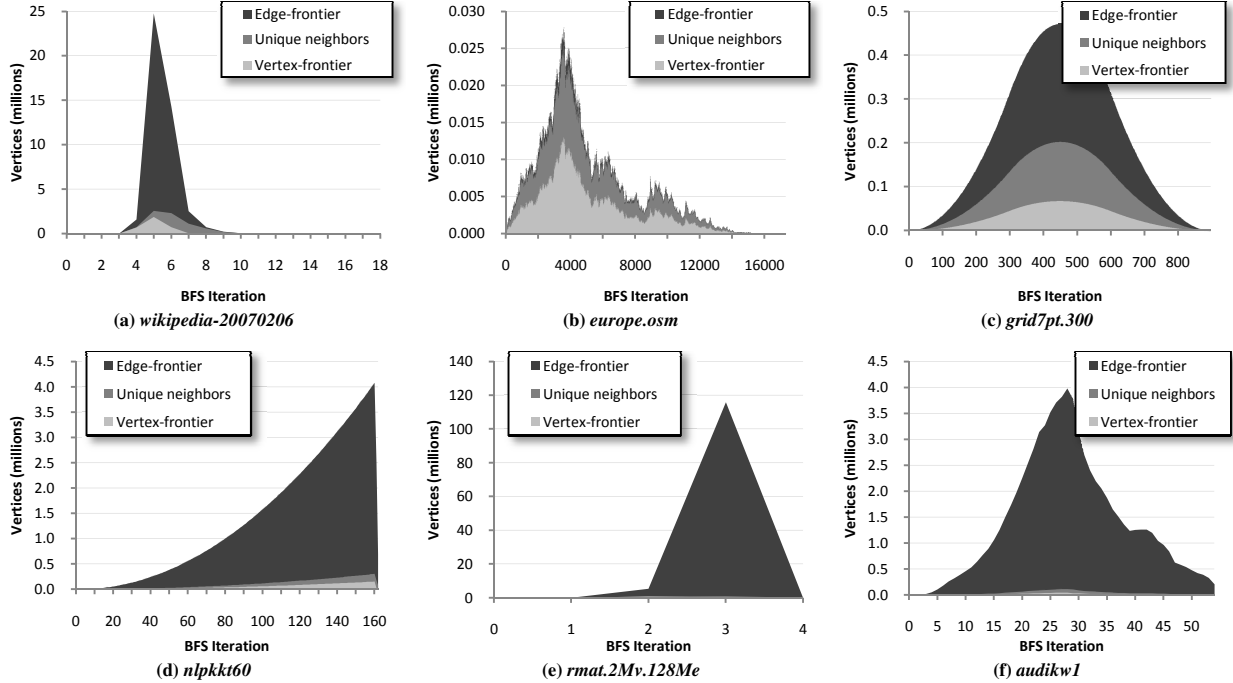 Vertices (millions)
25
20
15
10
5
0
Edge-frontier
Unique neighbors
Vertex-frontier
0 2 4 6 8 10 12 14 16 18
BFS Iteration
(a) wikipedia-20070206
Vertices (millions)
0.030
0.025
0.020
0.015
0.010
0.005
0.000
Edge-frontier
Unique neighbors
Vertex-frontier
0 4000 8000 12000 16000
BFS Iteration
(b) europe.osm
Vertices (millions)
0.5
0.4
0.3
0.2
0.1
0.0
Edge-frontier
Unique neighbors
Vertex-frontier
0 100 200 300 400 500 600 700 800
BFS Iteration
(c) grid7pt.300
Vertices (millions)
4.5
4.0
3.5
3.0
2.5
2.0
1.5
1.0
0.5
0.0
Edge-frontier
Unique neighbors
Vertex-frontier
0 20 40 60 80 100 120 140 160
BFS Iteration
(d) nlpkkt60
Vertices (millions)
140
120
100
80
60
40
20
0
Edge-frontier
Unique neighbors
Vertex-frontier
0 1 2 3 4
BFS Iteration
(e) rmat.2Mv.128Me
Vertices (millions)
4.5
4.0
3.5
3.0
2.5
2.0
1.5
1.0
0.5
0.0
Edge-frontier
Unique neighbors
Vertex-frontier
0 5 10 15 20 25 30 35 40 45 50
BFS Iteration
(f) audikw1